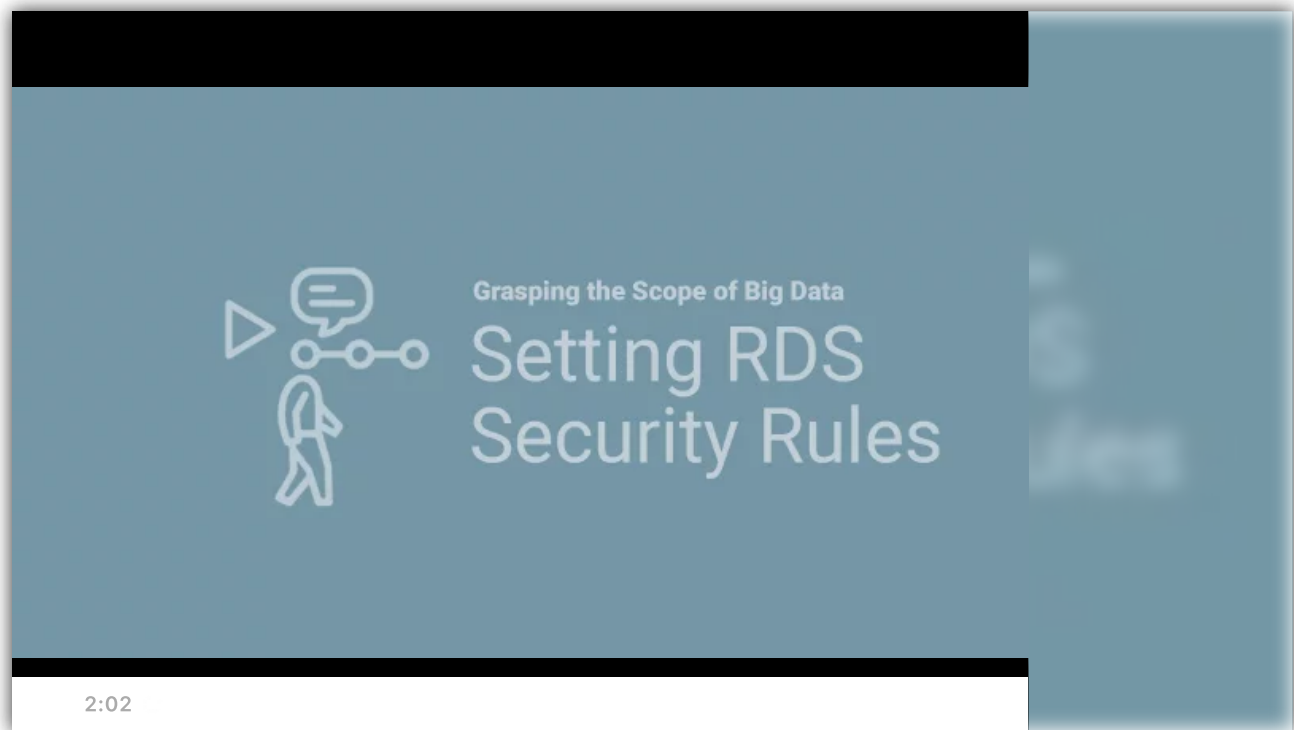 Grasping the Scope of Big Data
Setting RDS
Security Rules
2:02